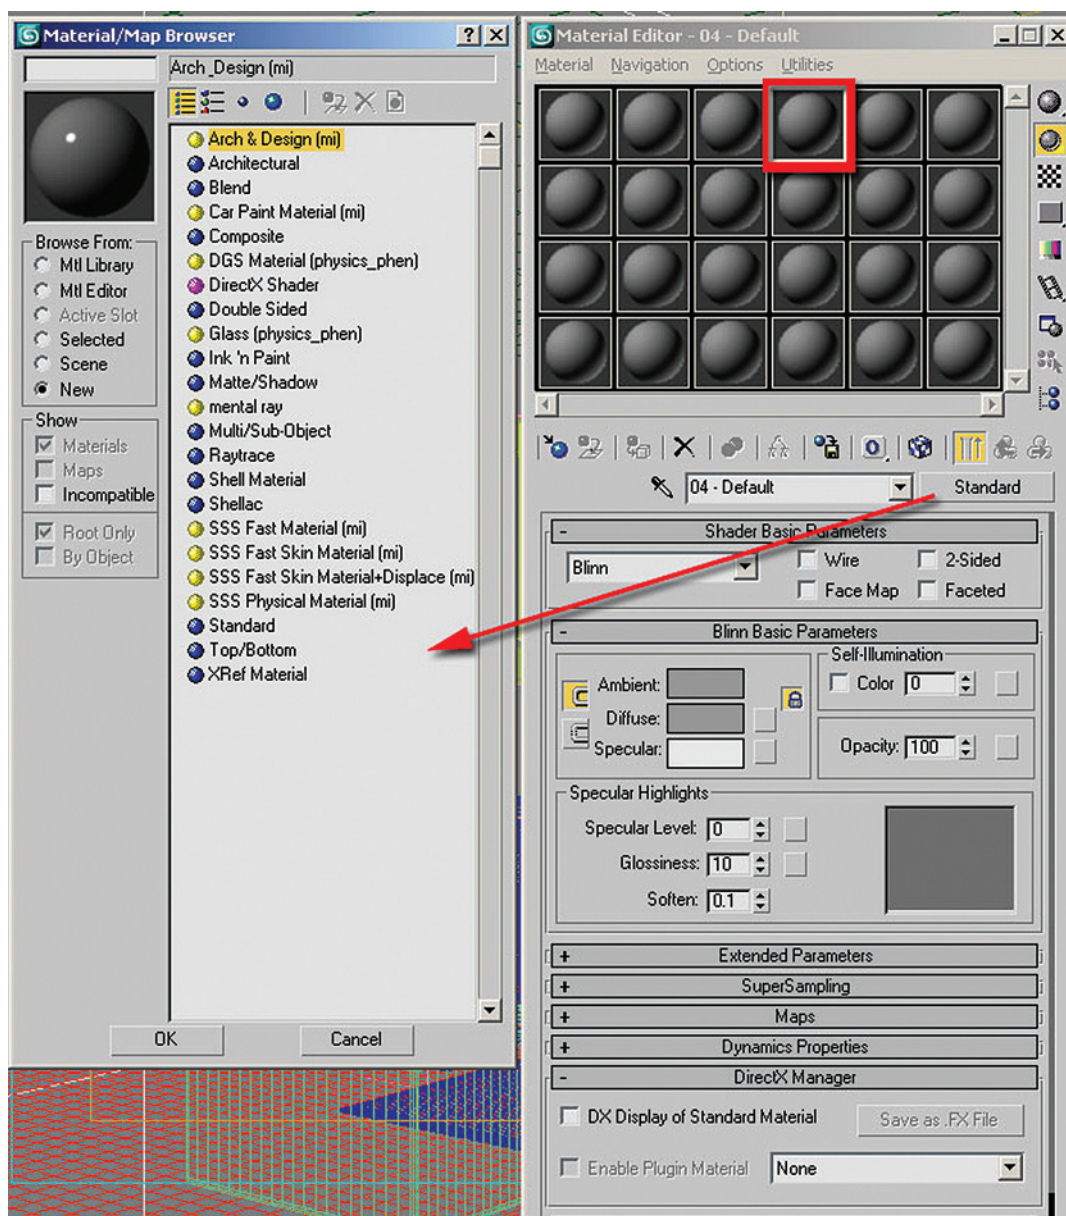 Material/Map Browser
Arch_Design (mi)
Arch & Design (mi)
Architectural
Blend
Car Paint Material (mi)
Composite
DGS Material (physics_phen)
DirectX Shader
Double Sided
Glass (physics_phen)
Ink 'n Paint
Matte/Shadow
mental ray
Multi/Sub-Object
Raytrace
Shell Material
Shellac
SSS Fast Material (mi)
SSS Fast Skin Material (mi)
SSS Fast Skin Material+Displace (mi)
SSS Physical Material (mi)
Standard
Top/Bottom
XRef Material
Browse From:
Mtl Library
Mtl Editor
Active Slot
Selected
Scene
New
Show
Materials
Maps
Incompatible
Root Only
By Object
OK
Cancel
Material Editor - 04 - Default
Material Navigation Options Utilities
04 - Default
Standard
- Shader Basic Parameters
Blinn
Wire
2-Sided
Face Map
Faceted
- Blinn Basic Parameters
Ambient:
Diffuse:
Specular:
Self-Illumination
Color 0
Opacity: 100
Specular Highlights
Specular Level: 0
Glossiness: 10
Soften: 0.1
+ Extended Parameters
+ SuperSampling
+ Maps
+ Dynamics Properties
- DirectX Manager
DX Display of Standard Material
Save as .FX File
Enable Plugin Material
None